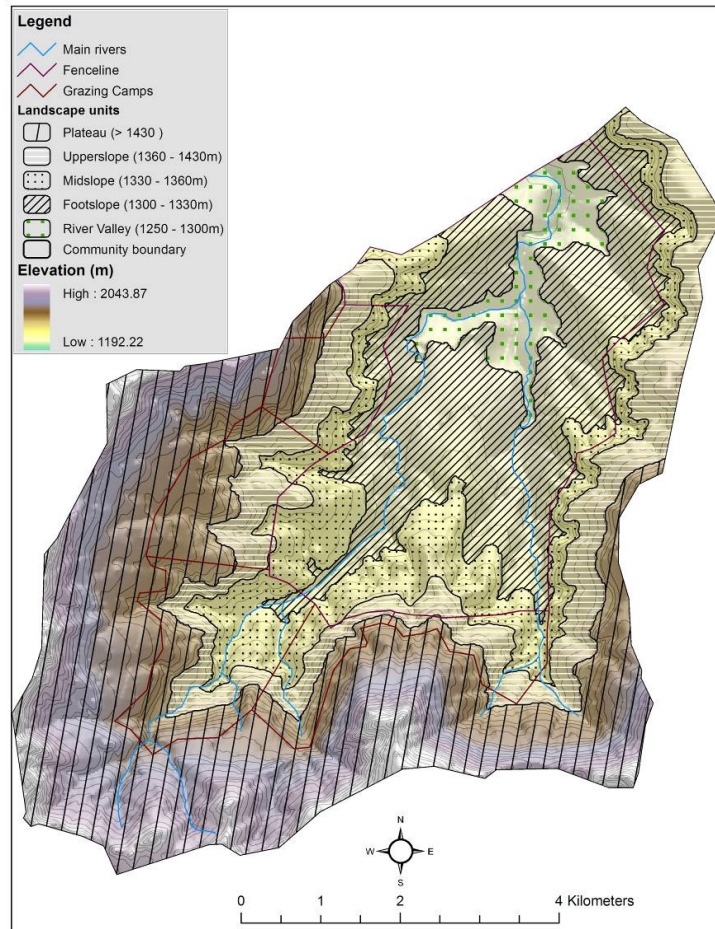 Legend
Main rivers
Fenceline
Grazing Camps
Landscape units
Plateau (> 1430 )
Upperslope (1360 - 1430m)
Midslope (1330 - 1360m)
Footslope (1300 - 1330m)
River Valley (1250 - 1300m)
Community boundary
Elevation (m)
High : 2043.87
Low : 1192.22
N
W E
S
0 1 2 4 Kilometers